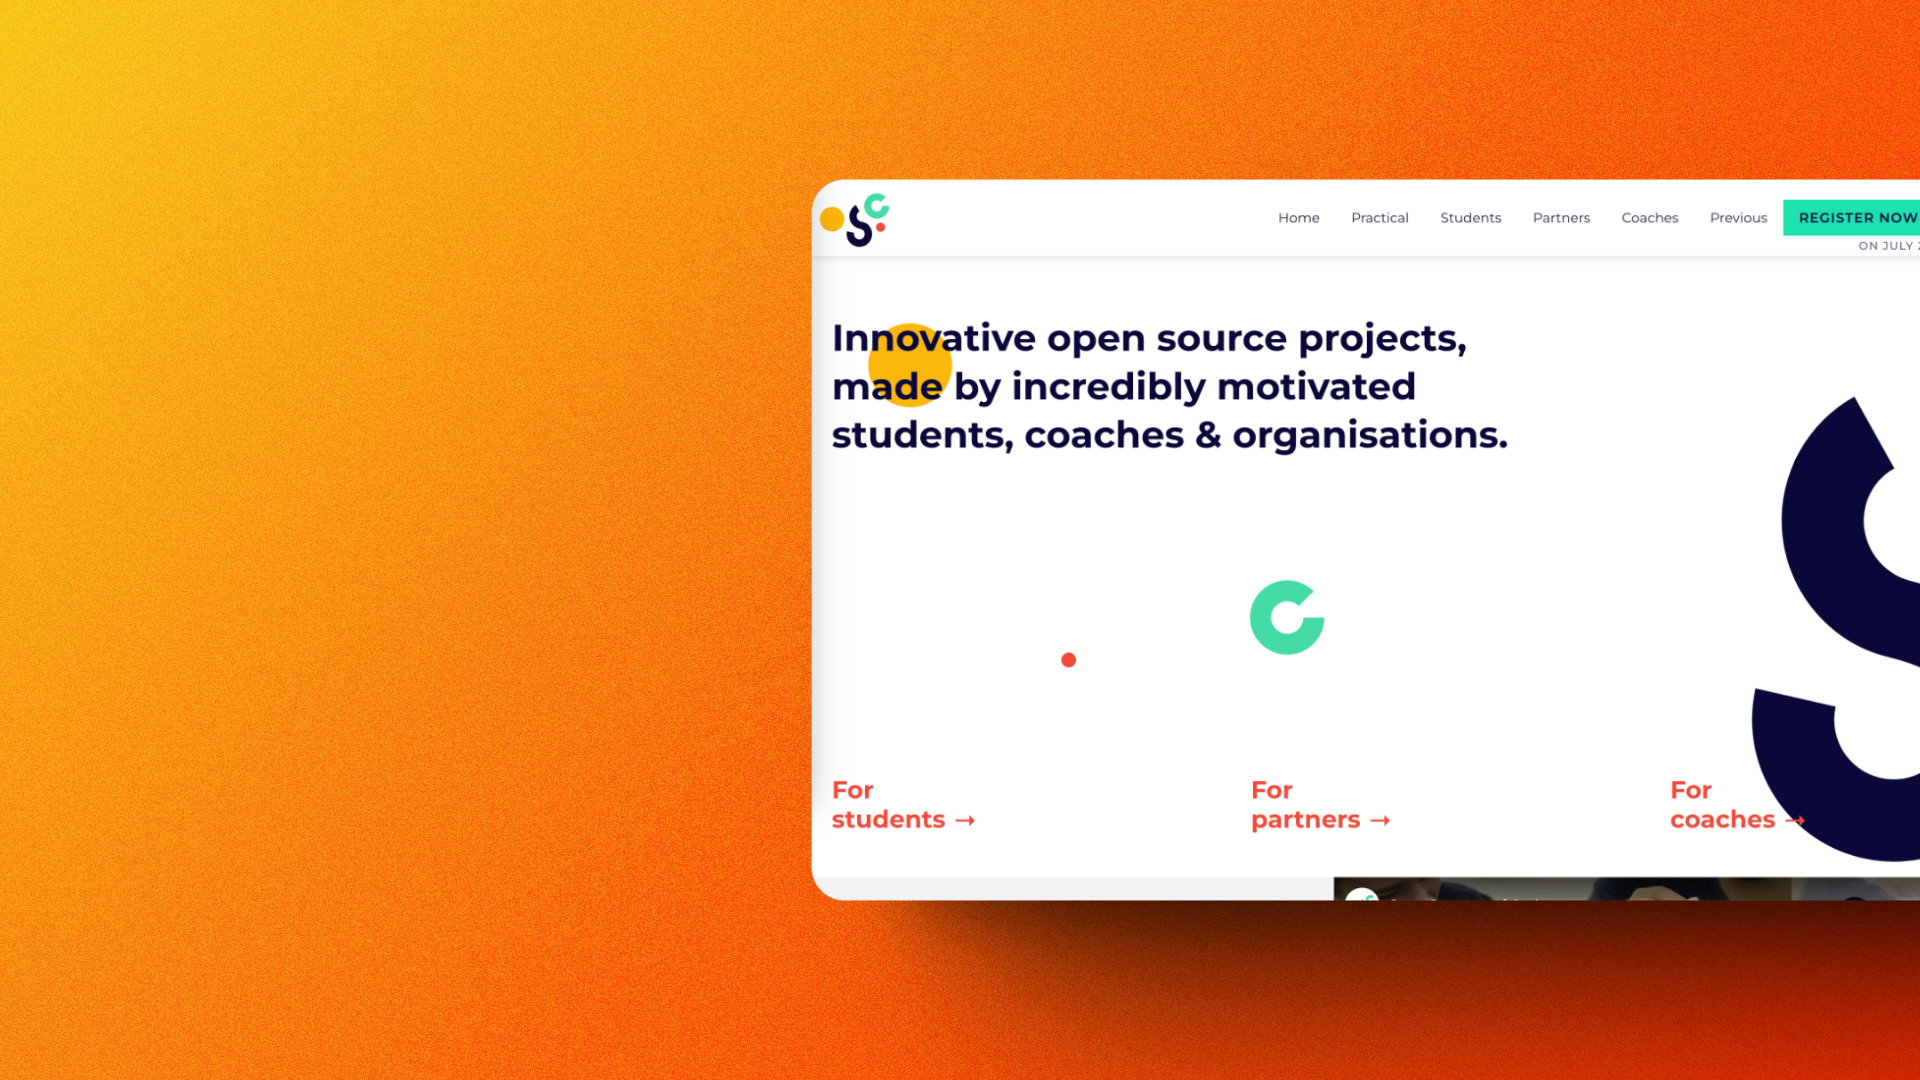 Home Practical Students Partners Coaches Previous REGISTER NOW
ON JULY
Innovative open source projects,
made by incredibly motivated
students, coaches & organisations.
For
students →
For
partners →
For
coaches →